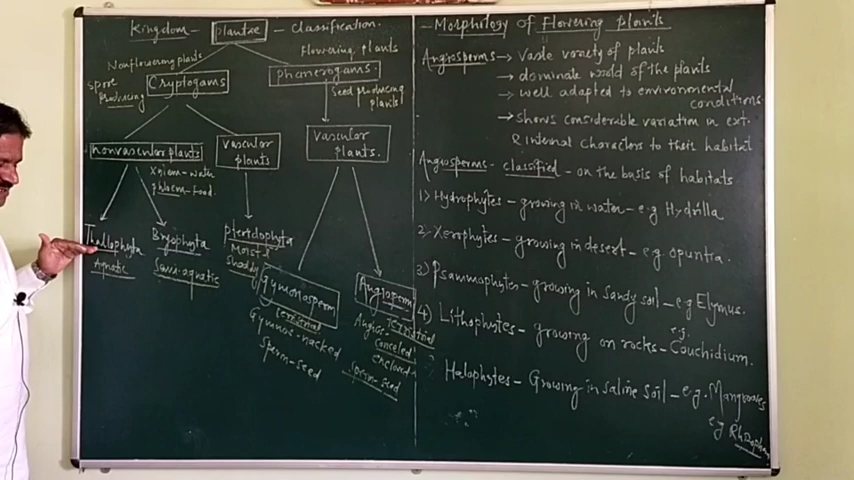 Kingdom - plantae - classification.
Nonflowering plants
Flowering plants
spore
producing
Cryptogams
phanerogams.
Seed producing
plants!
nonvascular plants
Xylem - water
phloem - Food.
vascular
plants
vascular
plants.
Thallophyta
Aquatic
Bryophyta
Semi-aquatic
pteridophyta
Moist &
Shaddy
Gymonosperm
Terrestrial
Gymnos - nacked
Sperm - seed
Angiosperm
Terrestrial
Angios -
Conceled
enclosed
Sperm - seed
- Morphology of Flowering plants
Angiosperms → Vaste variety of plants
→ dominate world of the plants
→ well adapted to environmental
conditions.
→ shows considerable variation in ext.
& internal characters to their habitat
Angiosperms - classified - on the basis of habitats
1) Hydrophytes - growing in water - e.g Hydrilla
2) Xerophytes - growing in desert - e.g. opuntia.
3) Psammophytes - growing in Sandy soil - e.g Elymus.
4) Lithophytes - growing on rocks - e.g. Couchidium.
Halophytes - Growing in saline soil - e.g. Mangroves
e.g Rhizophora